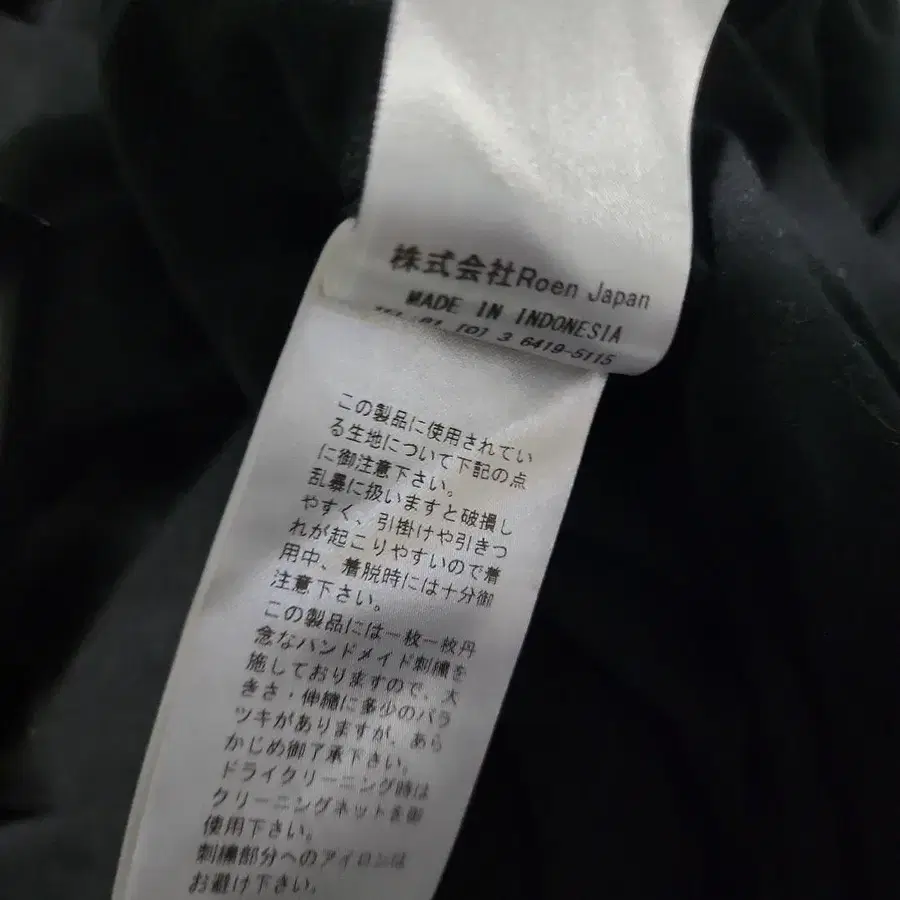 株式会社Roen Japan
MADE IN INDONESIA
TEL:81 (0) 3 6419-5115
この製品に使用されてい
る生地について下記の点
に御注意下さい。
乱暴に扱いますと破損し
やすく、引掛けや引きつ
れが起こりやすいので着
用中、着脱時には十分御
注意下さい。
この製品には一枚一枚丹
念なハンドメイド刺繍を
施しておりますので、大
きさ・伸縮に多少のバラ
ツキがありますが、あら
かじめ御了承下さい。
ドライクリーニング時は
クリーニングネットを御
使用下さい。
刺繍部分へのアイロンは
お避け下さい。